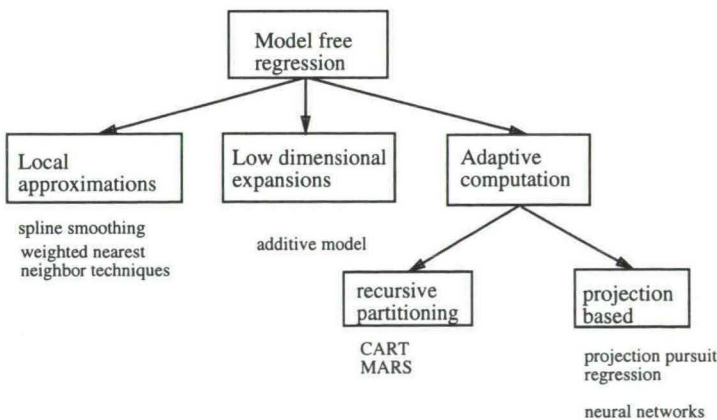 Model free
regression
Local
approximations
Low dimensional
expansions
Adaptive
computation
spline smoothing
weighted nearest
neighbor techniques
additive model
recursive
partitioning
projection
based
CART
MARS
projection pursuit
regression
neural networks